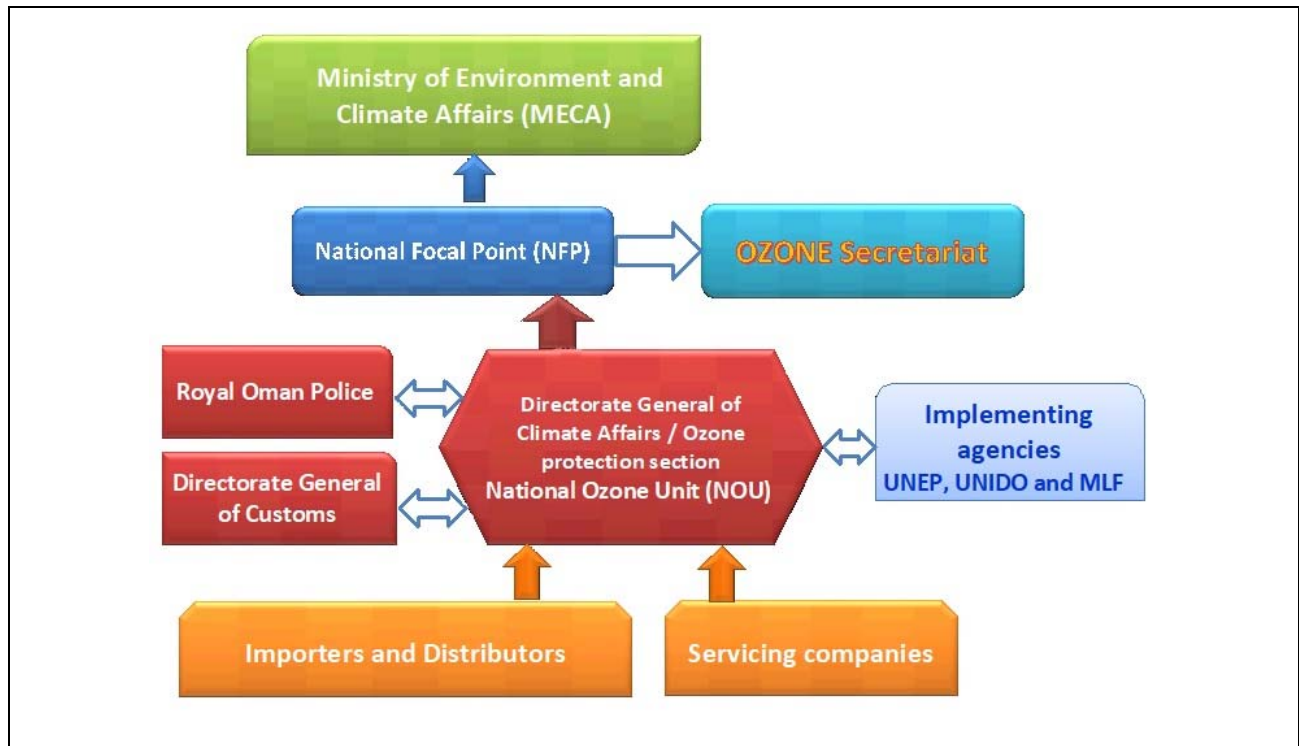 Ministry of Environment and
Climate Affairs (MECA)
National Focal Point (NFP)
OZONE Secretariat
Royal Oman Police
Directorate General
of Customs
Directorate General of
Climate Affairs / Ozone
protection section
National Ozone Unit (NOU)
Implementing
agencies
UNEP, UNIDO and MLF
Importers and Distributors
Servicing companies